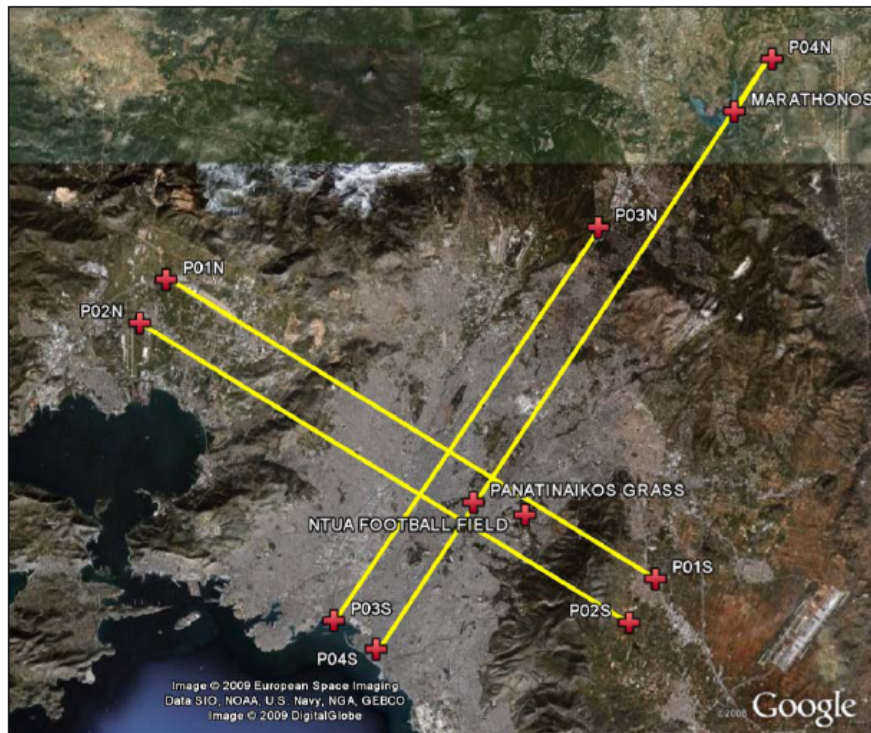 P04N
MARATHONOS
P03N
P01N
P02N
PANATINAIKOS GRASS
NTUA FOOTBALL FIELD
P01S
P03S
P02S
P04S
Image © 2009 European Space Imaging
Data SIO, NOAA, U.S. Navy, NGA, GEBCO
Image © 2009 DigitalGlobe
Google